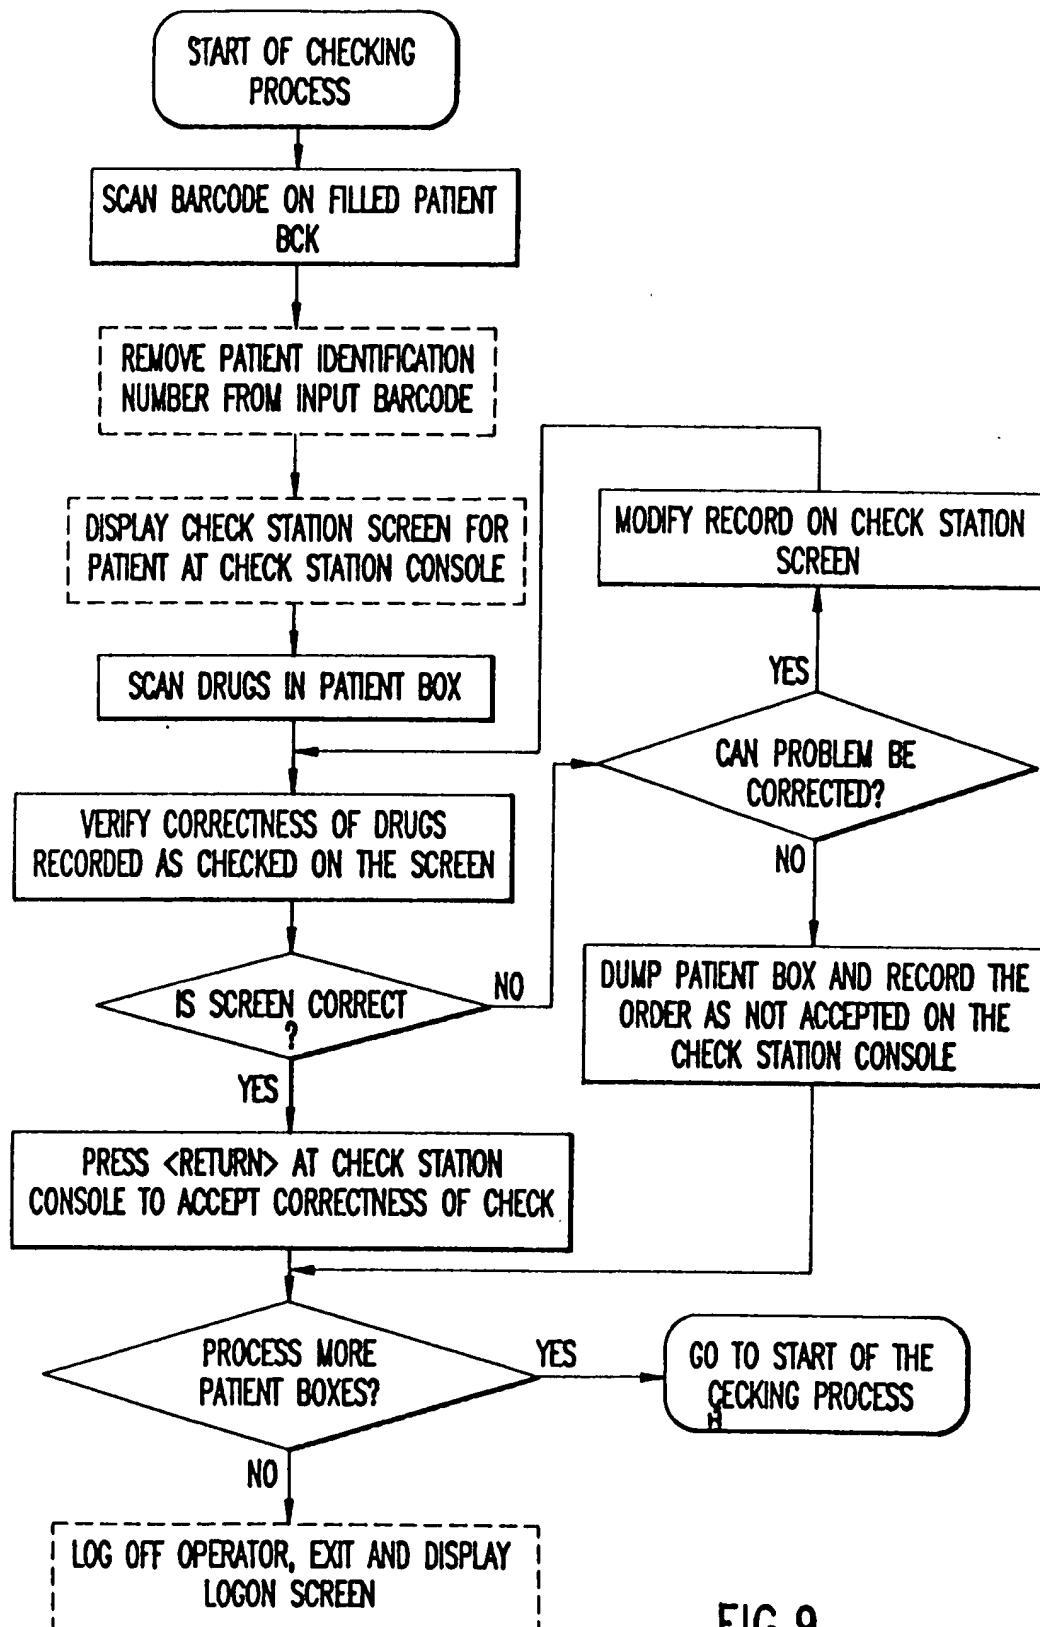 START OF CHECKING
PROCESS
SCAN BARCODE ON FILLED PATIENT
BCK
REMOVE PATIENT IDENTIFICATION
NUMBER FROM INPUT BARCODE
DISPLAY CHECK STATION SCREEN FOR
PATIENT AT CHECK STATION CONSOLE
SCAN DRUGS IN PATIENT BOX
VERIFY CORRECTNESS OF DRUGS
RECORDED AS CHECKED ON THE SCREEN
IS SCREEN CORRECT
?
NO
YES
MODIFY RECORD ON CHECK STATION
SCREEN
YES
CAN PROBLEM BE
CORRECTED?
NO
DUMP PATIENT BOX AND RECORD THE
ORDER AS NOT ACCEPTED ON THE
CHECK STATION CONSOLE
PRESS <RETURN> AT CHECK STATION
CONSOLE TO ACCEPT CORRECTNESS OF CHECK
PROCESS MORE
PATIENT BOXES?
YES
GO TO START OF THE
CECKING PROCESS
H
NO
LOG OFF OPERATOR, EXIT AND DISPLAY
LOGON SCREEN
FIG. 9